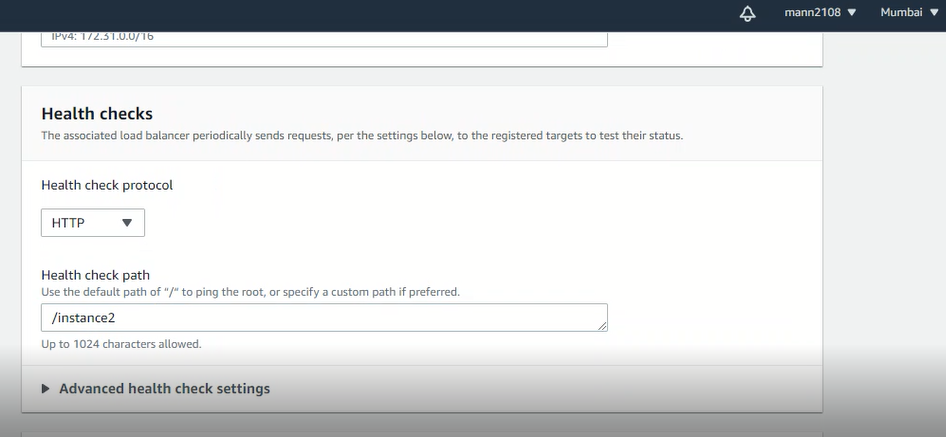 mann2108
Mumbai
IPv4: 172.31.0.0/16
Health checks
The associated load balancer periodically sends requests, per the settings below, to the registered targets to test their status.
Health check protocol
HTTP
Health check path
Use the default path of "/" to ping the root, or specify a custom path if preferred.
/instance2
Up to 1024 characters allowed.
Advanced health check settings